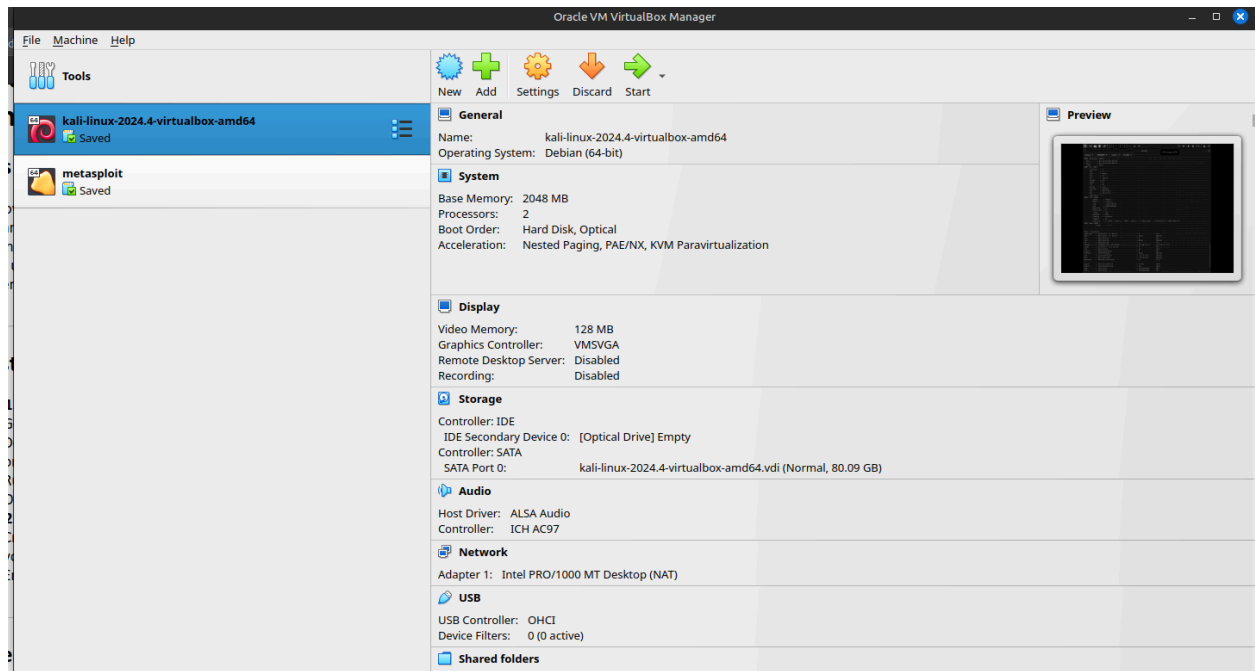 Oracle VM VirtualBox Manager
File Machine Help
Tools
New Add Settings Discard Start
64 kali-linux-2024.4-virtualbox-amd64
Saved
64 metasploit
Saved
General
Name: kali-linux-2024.4-virtualbox-amd64
Operating System: Debian (64-bit)
System
Base Memory: 2048 MB
Processors: 2
Boot Order: Hard Disk, Optical
Acceleration: Nested Paging, PAE/NX, KVM Paravirtualization
Preview
Display
Video Memory: 128 MB
Graphics Controller: VMSVGA
Remote Desktop Server: Disabled
Recording: Disabled
Storage
Controller: IDE
IDE Secondary Device 0: [Optical Drive] Empty
Controller: SATA
SATA Port 0: kali-linux-2024.4-virtualbox-amd64.vdi (Normal, 80.09 GB)
Audio
Host Driver: ALSA Audio
Controller: ICH AC97
Network
Adapter 1: Intel PRO/1000 MT Desktop (NAT)
USB
USB Controller: OHCI
Device Filters: 0 (0 active)
Shared folders